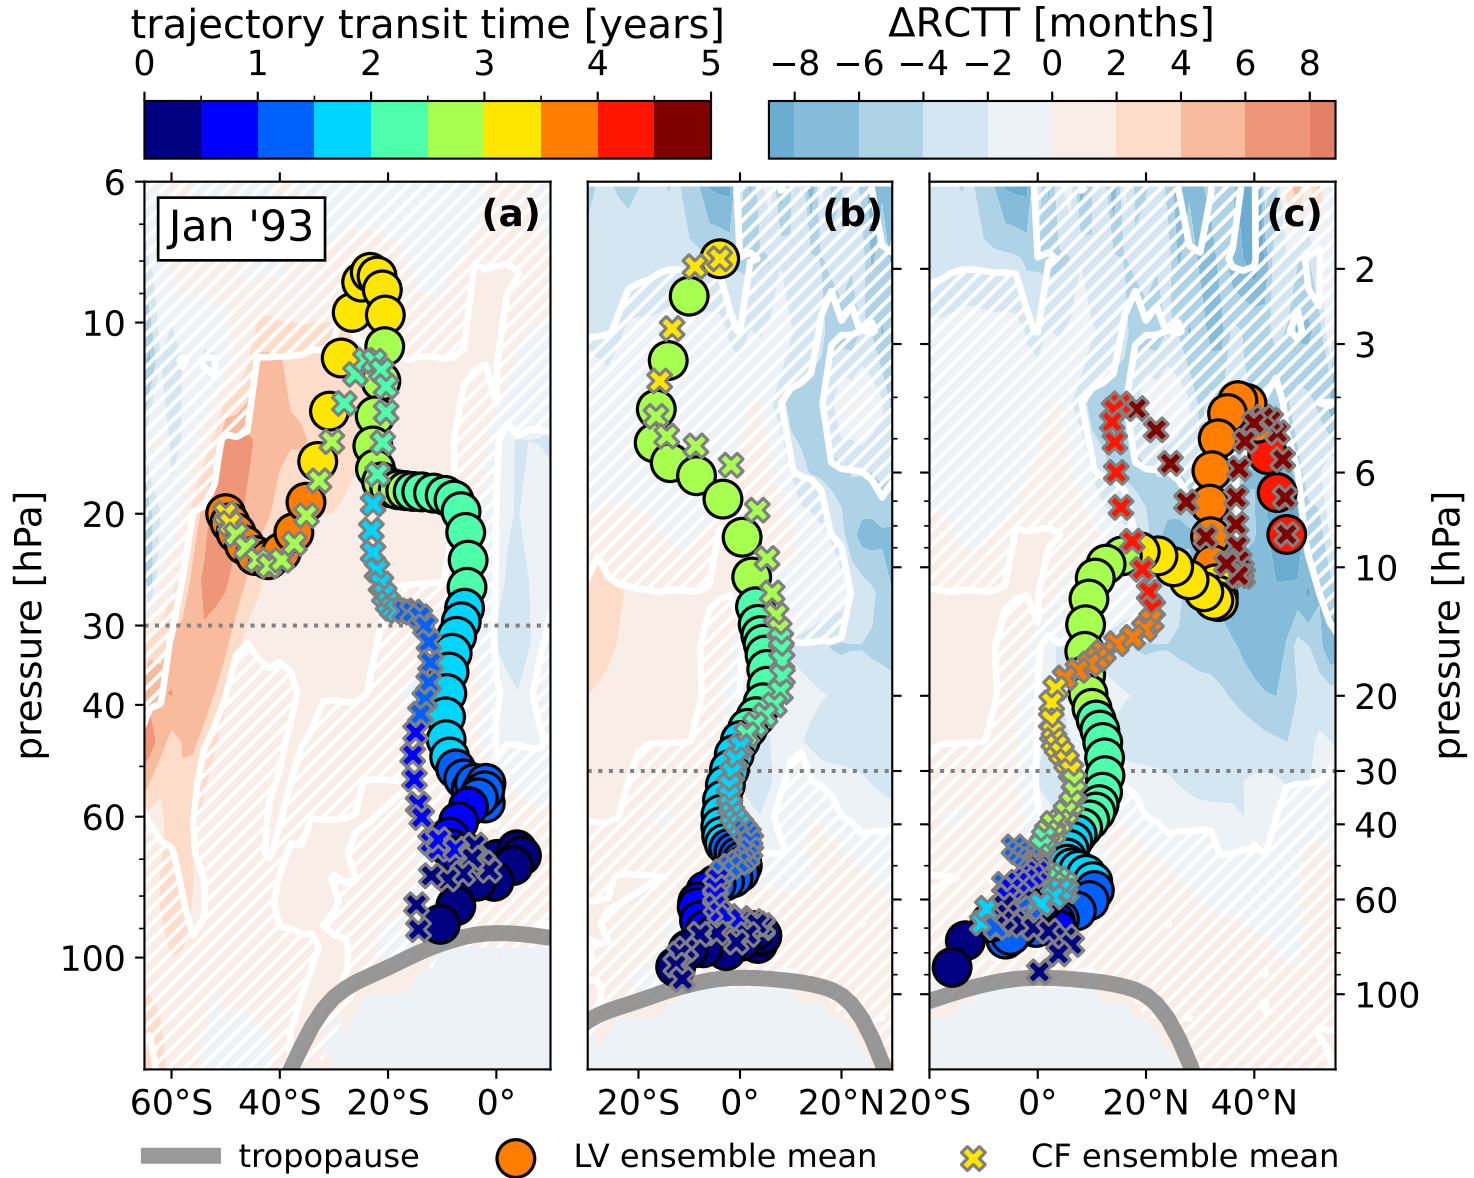 trajectory transit time [years] ΔRCTT [months]
0 1 2 3 4 5 −8 −6 −4 −2 0 2 4 6 8
Jan '93 (a) (b) (c)
pressure [hPa]
6
10
20
30
40
60
100
2
3
6
10
20
30
40
60
100
pressure [hPa]
60°S 40°S 20°S 0° 20°S 0° 20°N 20°S 0° 20°N 40°N
tropopause LV ensemble mean CF ensemble mean